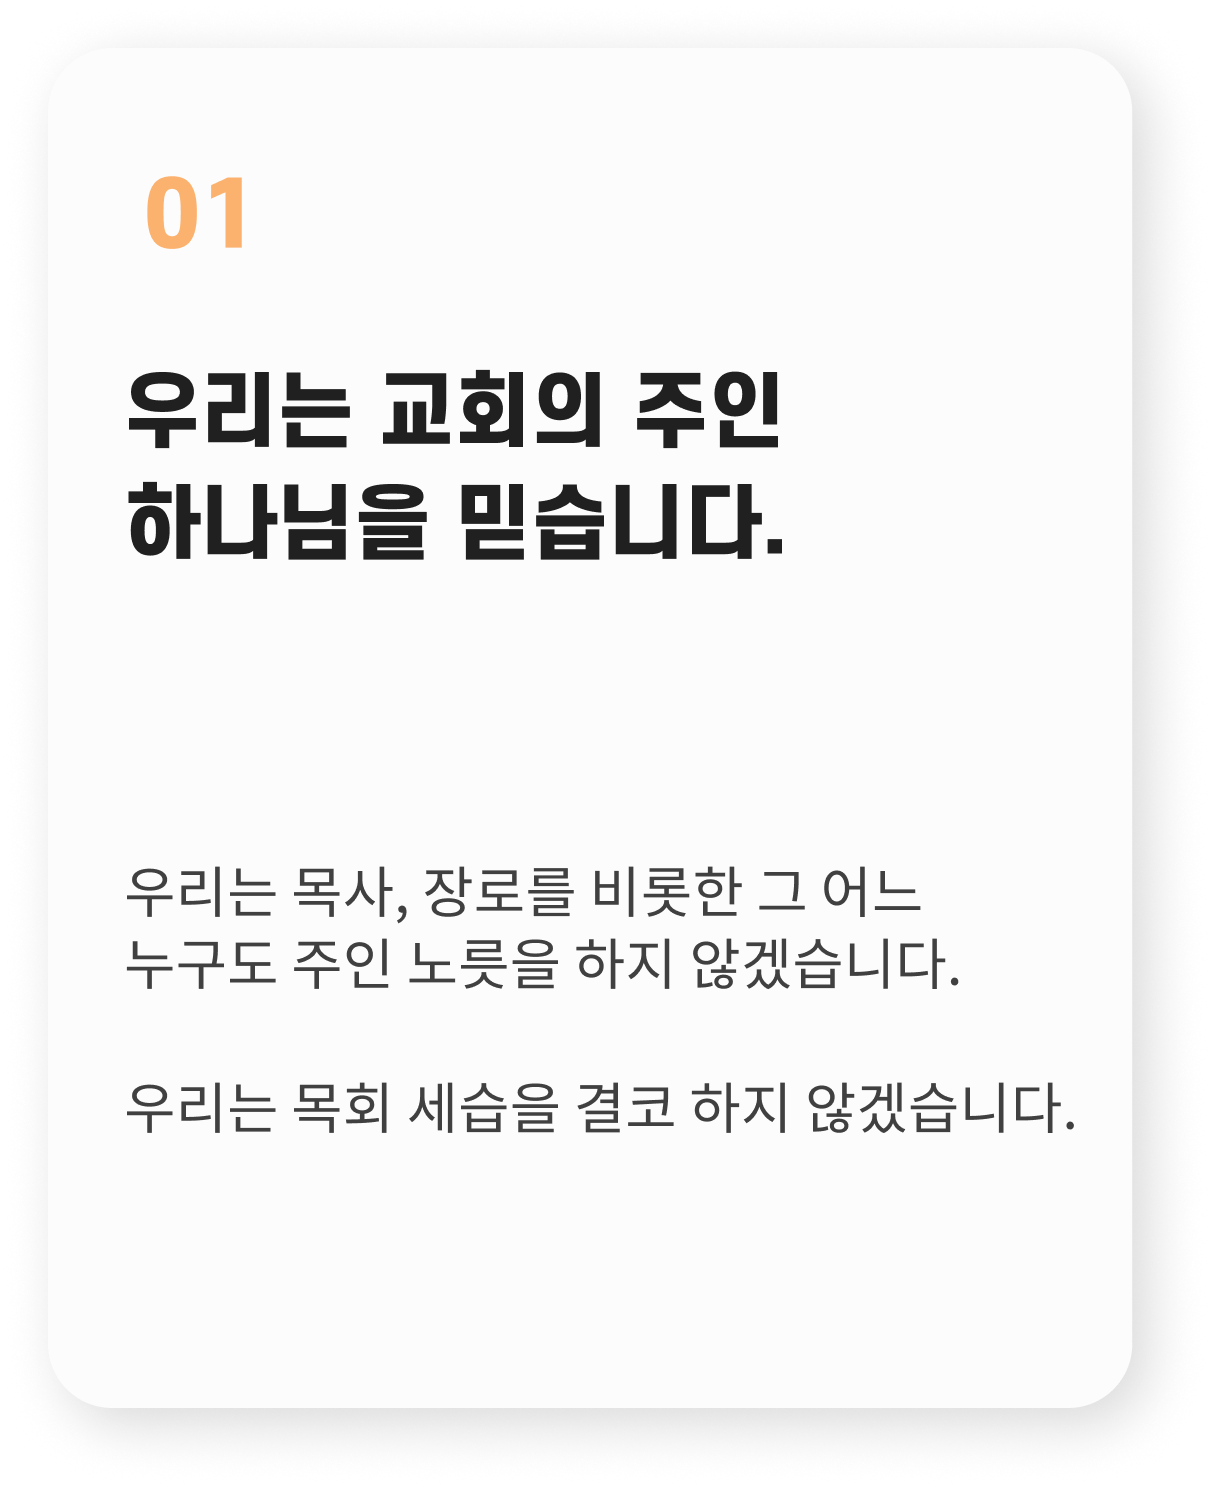 01
우리는 교회의 주인
하나님을 믿습니다.
우리는 목사, 장로를 비롯한 그 어느
누구도 주인 노릇을 하지 않겠습니다.
우리는 목회 세습을 결코 하지 않겠습니다.